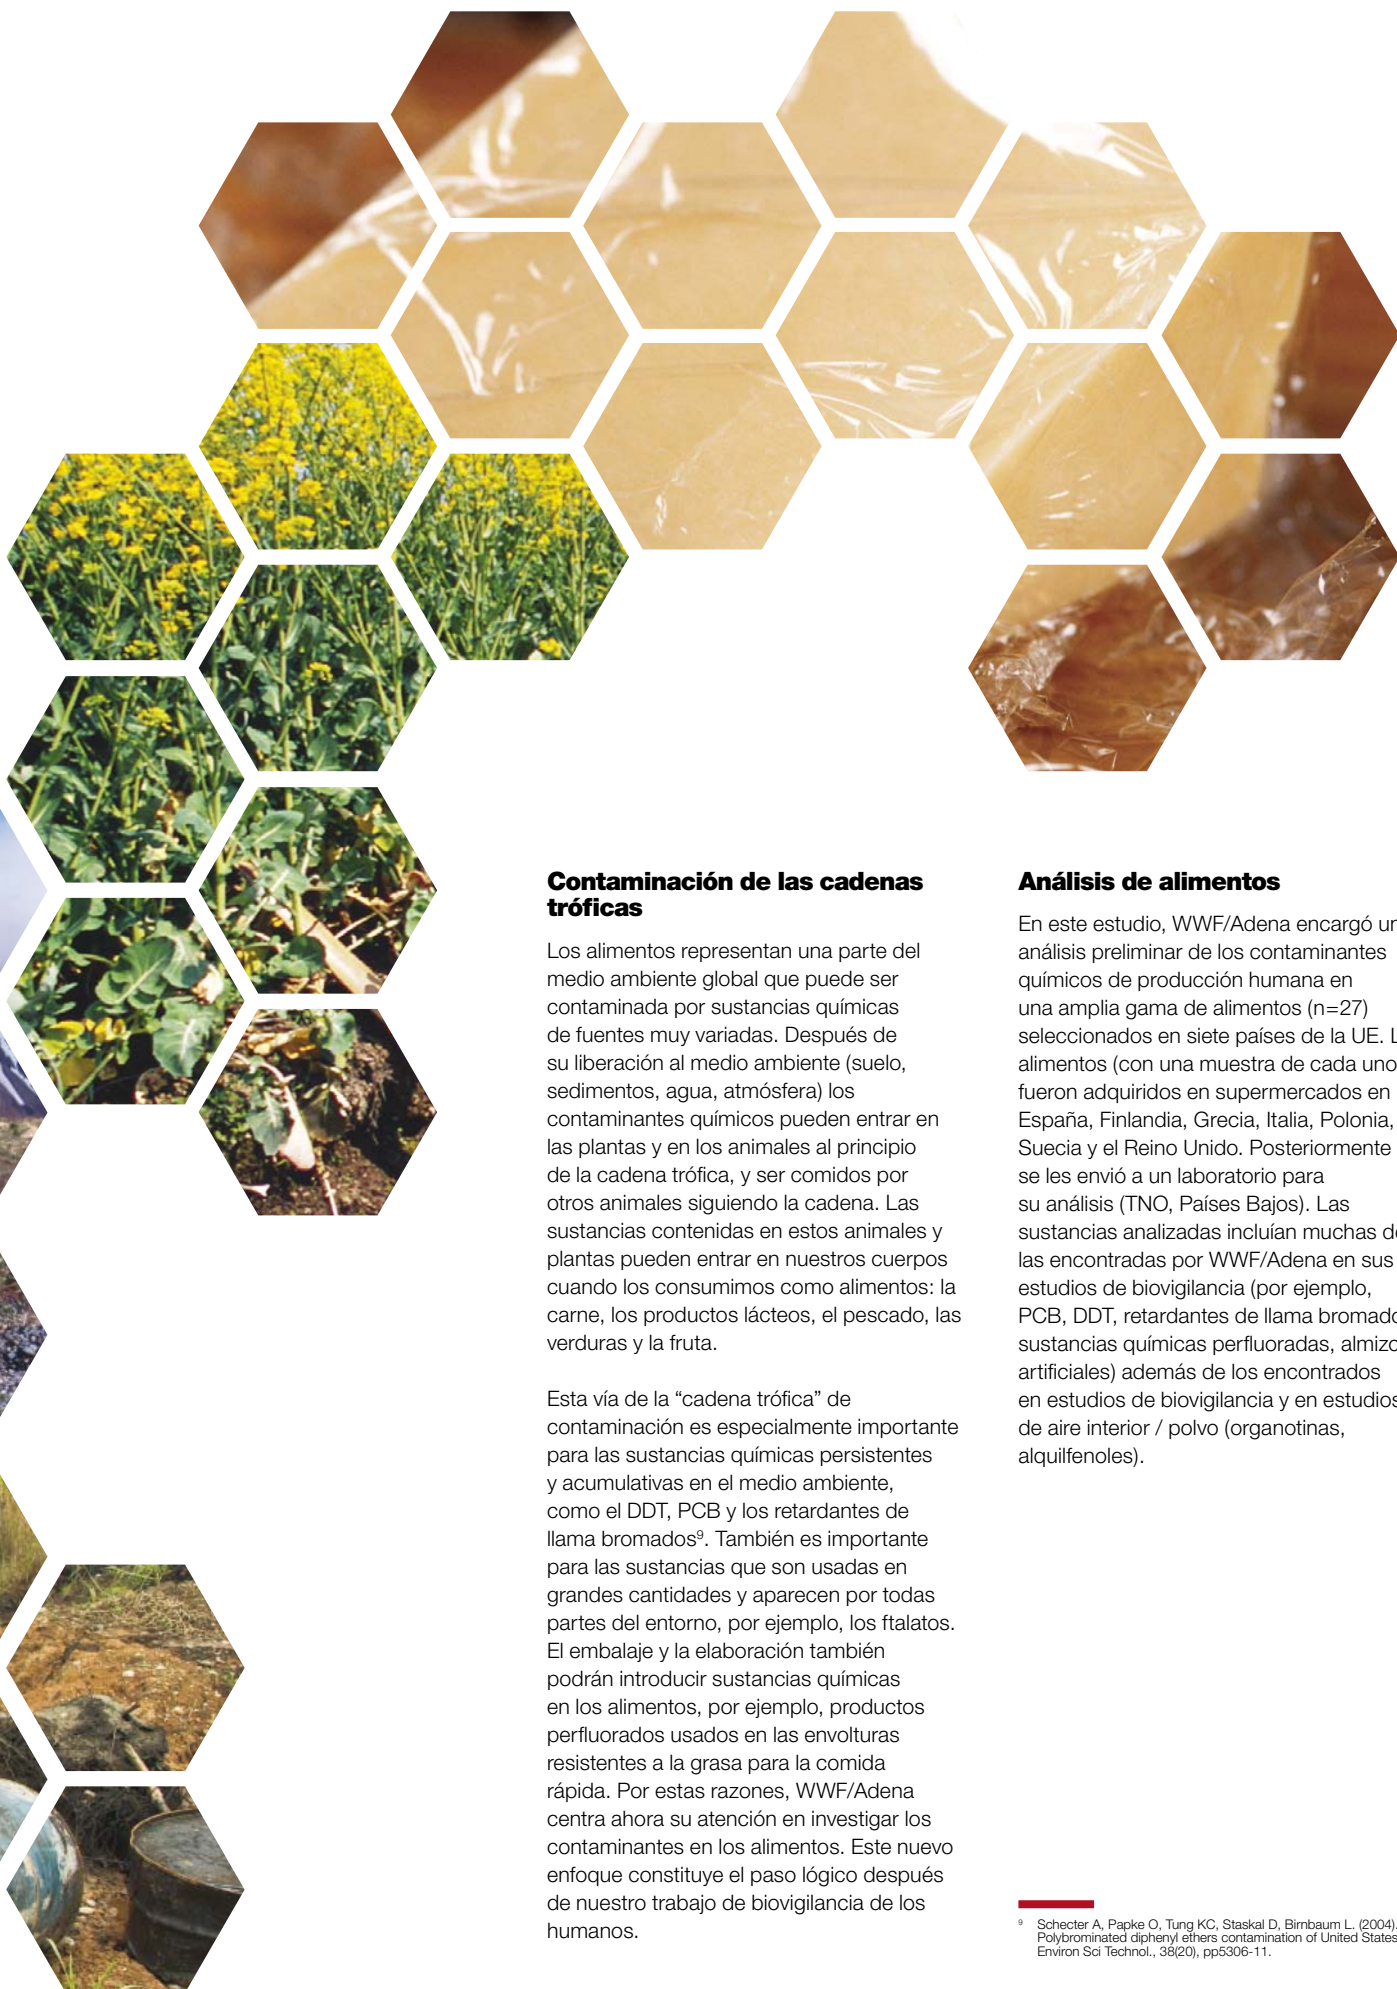 Contaminación de las cadenas
tróficas
Los alimentos representan una parte del
medio ambiente global que puede ser
contaminada por sustancias químicas
de fuentes muy variadas. Después de
su liberación al medio ambiente (suelo,
sedimentos, agua, atmósfera) los
contaminantes químicos pueden entrar en
las plantas y en los animales al principio
de la cadena trófica, y ser comidos por
otros animales siguiendo la cadena. Las
sustancias contenidas en estos animales y
plantas pueden entrar en nuestros cuerpos
cuando los consumimos como alimentos: la
carne, los productos lácteos, el pescado, las
verduras y la fruta.
Esta vía de la “cadena trófica” de
contaminación es especialmente importante
para las sustancias químicas persistentes
y acumulativas en el medio ambiente,
como el DDT, PCB y los retardantes de
llama bromados⁹. También es importante
para las sustancias que son usadas en
grandes cantidades y aparecen por todas
partes del entorno, por ejemplo, los ftalatos.
El embalaje y la elaboración también
podrán introducir sustancias químicas
en los alimentos, por ejemplo, productos
perfluorados usados en las envolturas
resistentes a la grasa para la comida
rápida. Por estas razones, WWF/Adena
centra ahora su atención en investigar los
contaminantes en los alimentos. Este nuevo
enfoque constituye el paso lógico después
de nuestro trabajo de biovigilancia de los
humanos.
Análisis de alimentos
En este estudio, WWF/Adena encargó
análisis preliminar de los contaminantes
químicos de producción humana en
una amplia gama de alimentos (n=27)
seleccionados en siete países de la UE.
alimentos (con una muestra de cada uno
fueron adquiridos en supermercados en
España, Finlandia, Grecia, Italia, Polonia,
Suecia y el Reino Unido. Posteriormente
se les envió a un laboratorio para
su análisis (TNO, Países Bajos). Las
sustancias analizadas incluían muchas
las encontradas por WWF/Adena en sus
estudios de biovigilancia (por ejemplo,
PCB, DDT, retardantes de llama
sustancias químicas perfluoradas,
artificiales) además de los encontrados
en estudios de biovigilancia y en estudios
de aire interior / polvo (organotinas,
alquilfenoles).
⁹ Schecter A, Papke O, Tung KC, Staskal D, Birnbaum L. (2004).
Polybrominated diphenyl ethers contamination of United States
Environ Sci Technol., 38(20), pp5306-11.